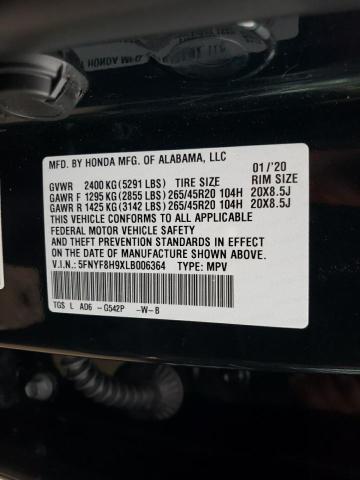 MFD. BY HONDA MFG. OF ALABAMA, LLC 01/'20
GVWR 2400 KG (5291 LBS) TIRE SIZE RIM SIZE
GAWR F 1295 KG (2855 LBS) 265/45R20 104H 20X8.5J
GAWR R 1425 KG (3142 LBS) 265/45R20 104H 20X8.5J
THIS VEHICLE CONFORMS TO ALL APPLICABLE
FEDERAL MOTOR VEHICLE SAFETY
AND THEFT PREVENTION STANDARDS IN EFFECT
ON THE DATE OF MANUFACTURE SHOWN ABOVE.
V.I.N.: 5FNYF8H9XLB006364 TYPE: MPV
TGS L AD6 - G542P -W-B